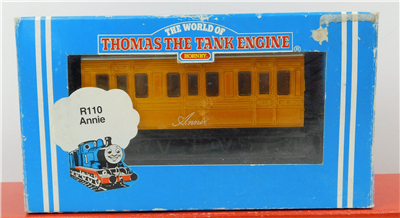 THE WORLD OF
THOMAS THE TANK ENGINE ®
HORNBY
R110
Annie
Annie